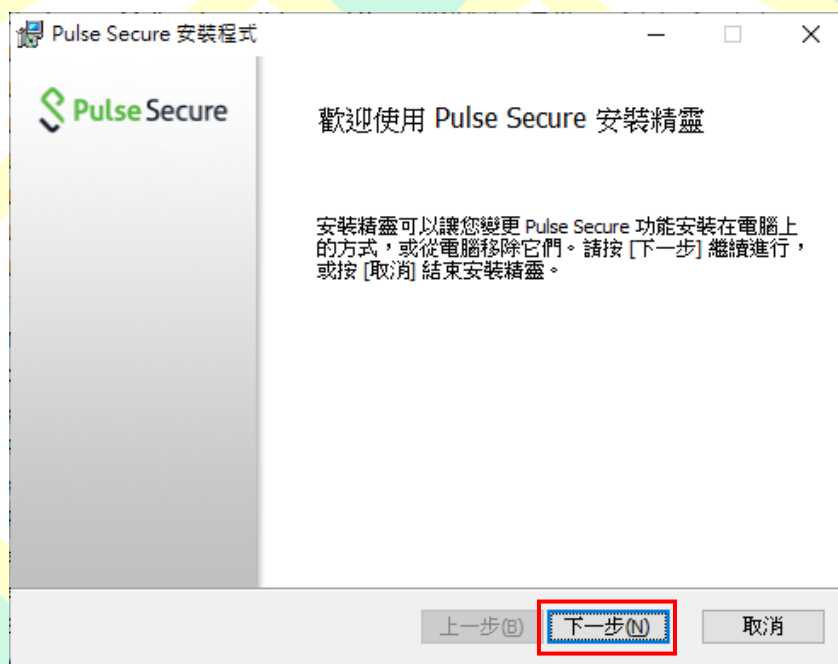 Pulse Secure 安裝程式
Pulse Secure
歡迎使用 Pulse Secure 安裝精靈
安裝精靈可以讓您變更 Pulse Secure 功能安裝在電腦上
的方式，或從電腦移除它們。請按 [下一步] 繼續進行，
或按 [取消] 結束安裝精靈。
上一步(B) 下一步(N) 取消